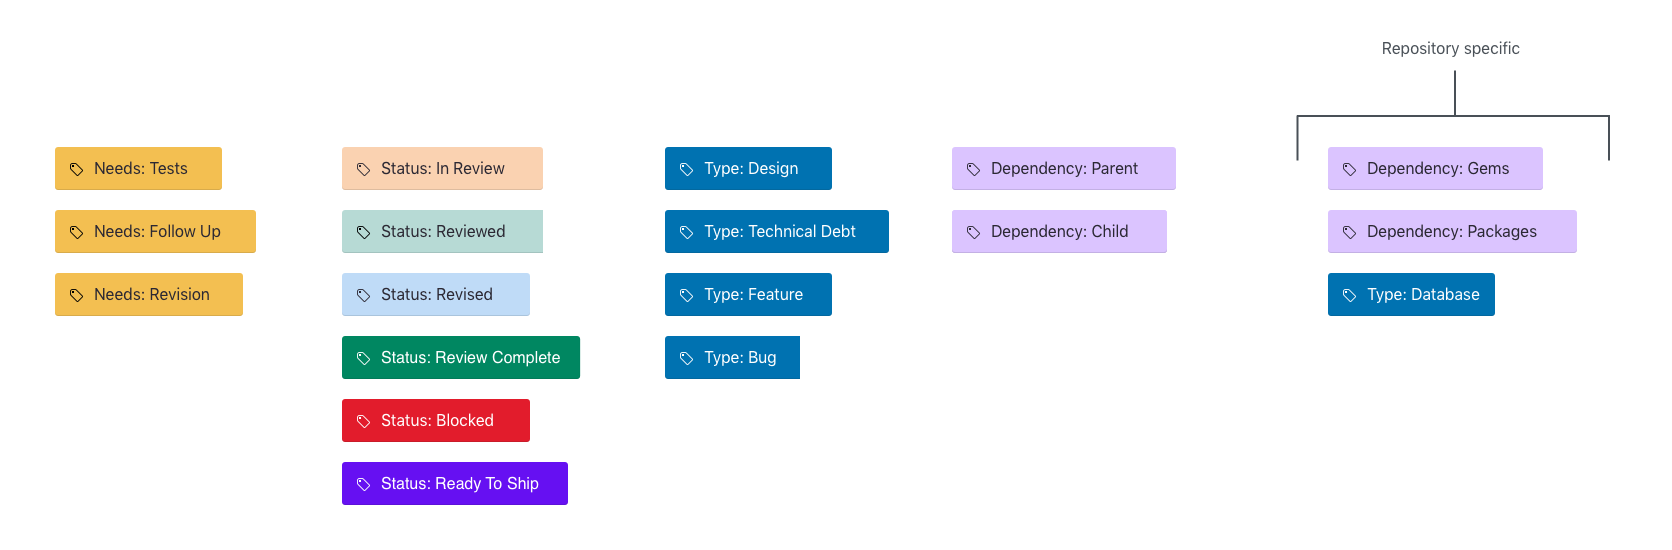 Repository specific
Needs: Tests
Needs: Follow Up
Needs: Revision
Status: In Review
Status: Reviewed
Status: Revised
Status: Review Complete
Status: Blocked
Status: Ready To Ship
Type: Design
Type: Technical Debt
Type: Feature
Type: Bug
Dependency: Parent
Dependency: Child
Dependency: Gems
Dependency: Packages
Type: Database